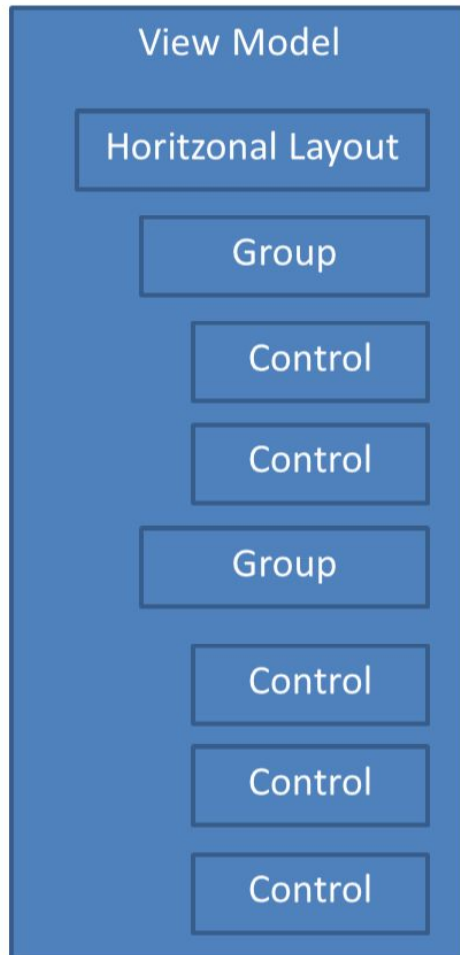 View Model
Horitzonal Layout
Group
Control
Control
Group
Control
Control
Control